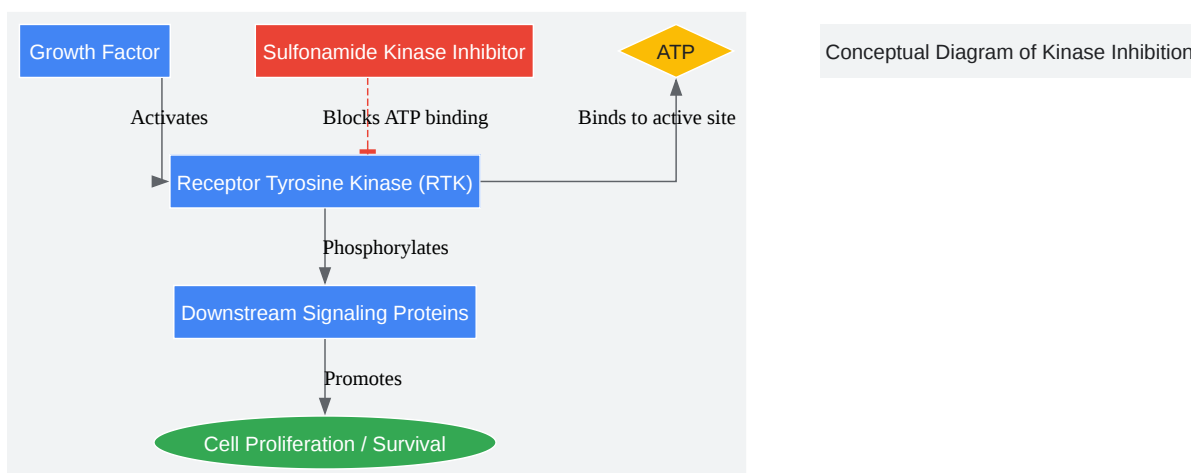 Growth Factor
Sulfonamide Kinase Inhibitor
ATP
Conceptual Diagram of Kinase Inhibition
Activates
Blocks ATP binding
Binds to active site
Receptor Tyrosine Kinase (RTK)
Phosphorylates
Downstream Signaling Proteins
Promotes
Cell Proliferation / Survival